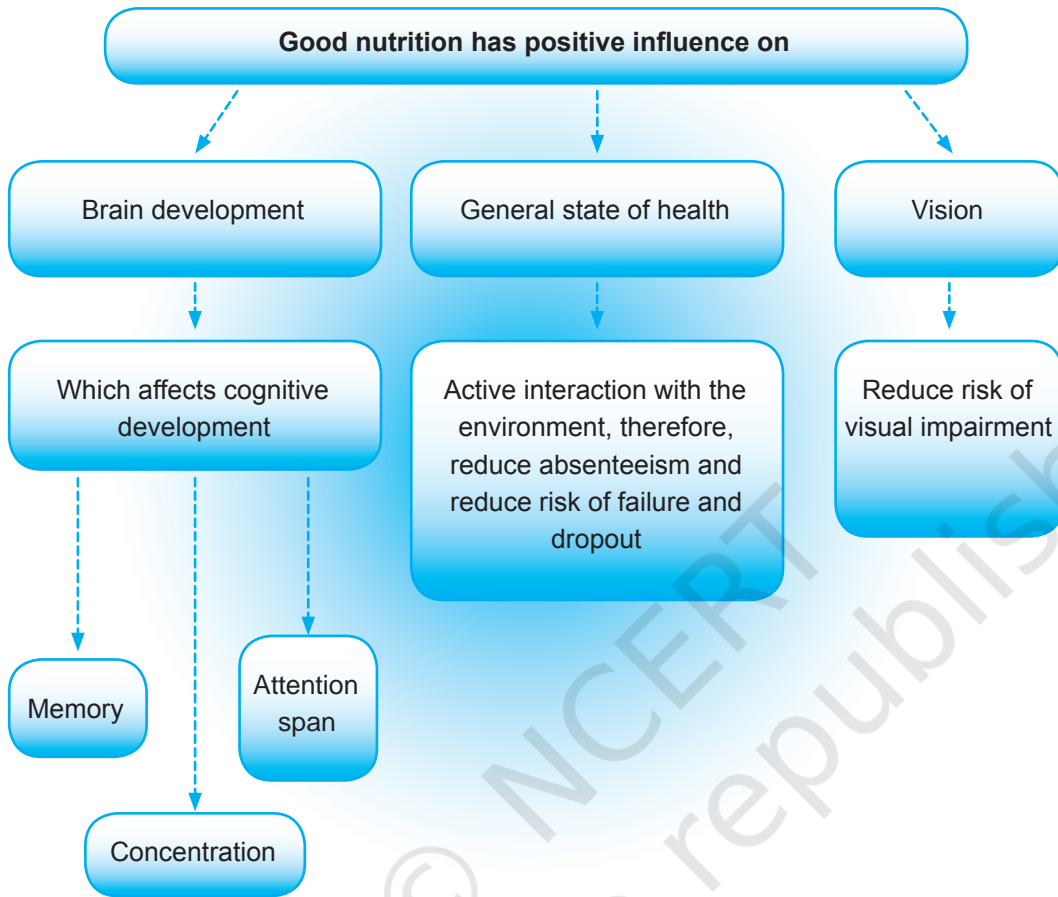 Good nutrition has positive influence on
Brain development
General state of health
Vision
Which affects cognitive
development
Active interaction with the
environment, therefore,
reduce absenteeism and
reduce risk of failure and
dropout
Reduce risk of
visual impairment
Memory
Attention
span
Concentration
© NCERT
republish